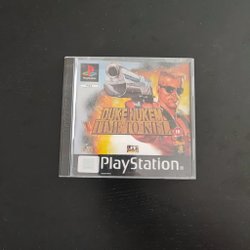 DUKE NUKEM
TIME TO KILL
PlayStation